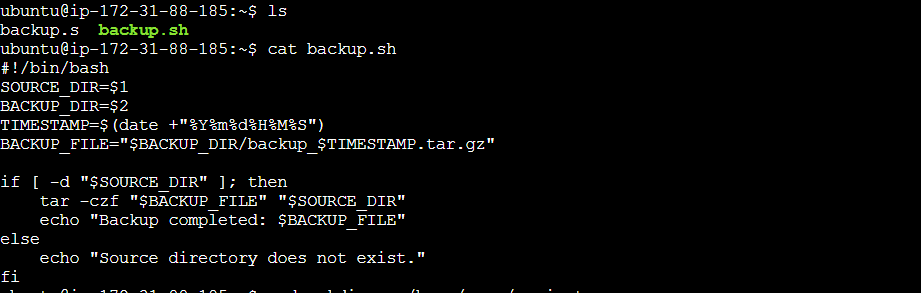 ubuntu@ip-172-31-88-185:~$ ls
backup.s  backup.sh
ubuntu@ip-172-31-88-185:~$ cat backup.sh
#!/bin/bash
SOURCE_DIR=$1
BACKUP_DIR=$2
TIMESTAMP=$(date +"%Y%m%d%H%M%S")
BACKUP_FILE="$BACKUP_DIR/backup_$TIMESTAMP.tar.gz"

if [ -d "$SOURCE_DIR" ]; then
    tar -czf "$BACKUP_FILE" "$SOURCE_DIR"
    echo "Backup completed: $BACKUP_FILE"
else
    echo "Source directory does not exist."
fi